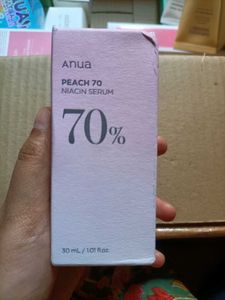 Anua
PEACH 70
NIACIN SERUM
70%
30 ml / 1.01 fl.oz.